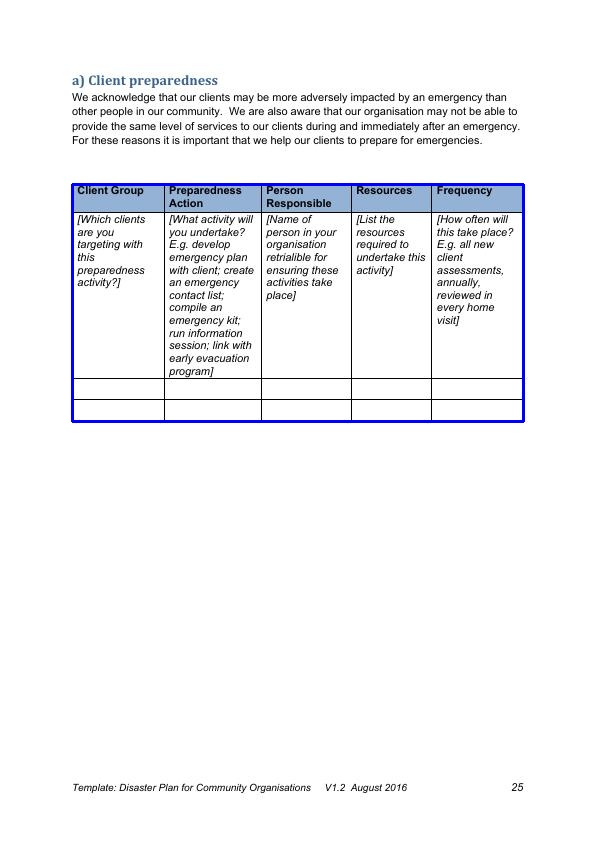 a) Client preparedness
We acknowledge that our clients may be more adversely impacted by an emergency than
other people in our community.  We are also aware that our organisation may not be able to
provide the same level of services to our clients during and immediately after an emergency.
For these reasons it is important that we help our clients to prepare for emergencies.
Client Group
Preparedness
Action
Person
Responsible
Resources
Frequency
[Which clients
are you
targeting with
this
preparedness
activity?]
[What activity will
you undertake?
E.g. develop
emergency plan
with client; create
an emergency
contact list;
compile an
emergency kit;
run information
session; link with
early evacuation
program]
[Name of
person in your
organisation
retrialible for
ensuring these
activities take
place]
[List the
resources
required to
undertake this
activity]
[How often will
this take place?
E.g. all new
client
assessments,
annually,
reviewed in
every home
visit]
Template: Disaster Plan for Community Organisations    V1.2  August 2016    25